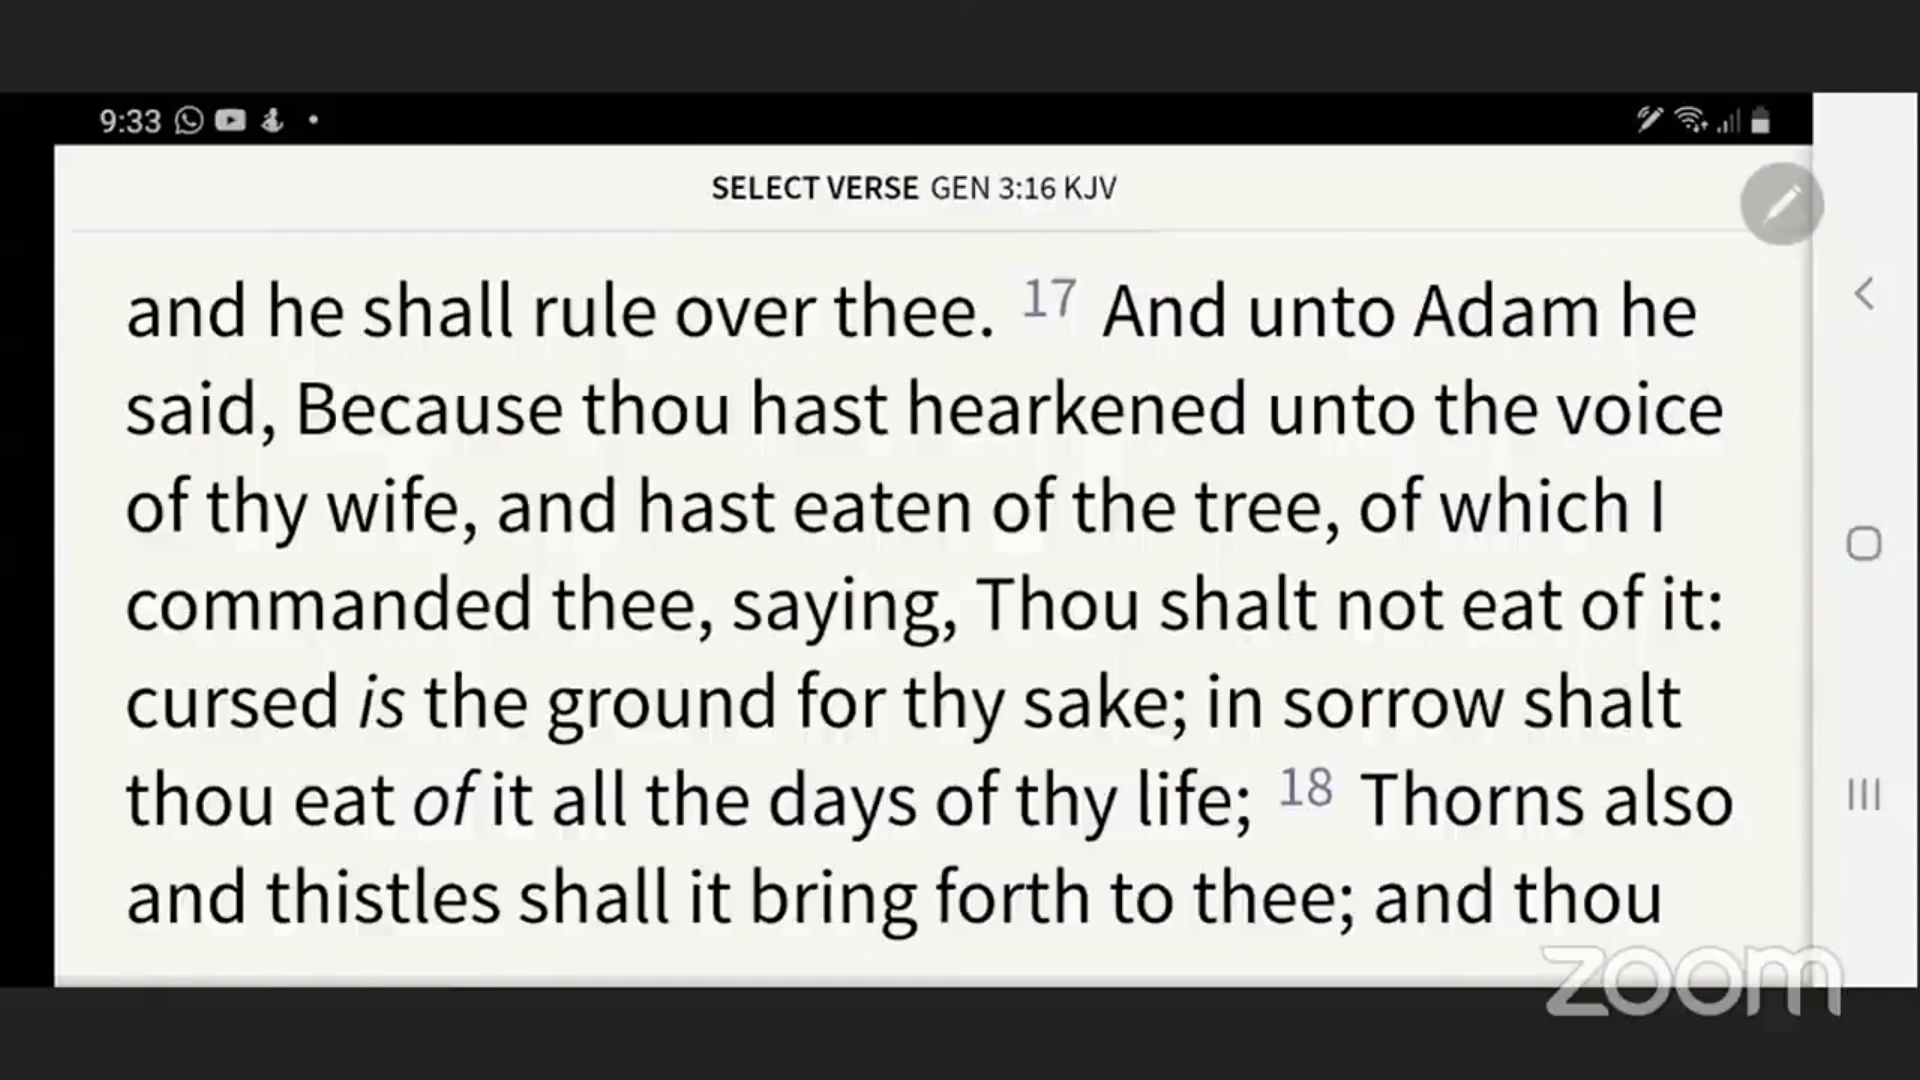 9:33
SELECT VERSE GEN 3:16 KJV
and he shall rule over thee. 17 And unto Adam he
said, Because thou hast hearkened unto the voice
of thy wife, and hast eaten of the tree, of which I
commanded thee, saying, Thou shalt not eat of it:
cursed is the ground for thy sake; in sorrow shalt
thou eat of it all the days of thy life; 18 Thorns also
and thistles shall it bring forth to thee; and thou
zoom